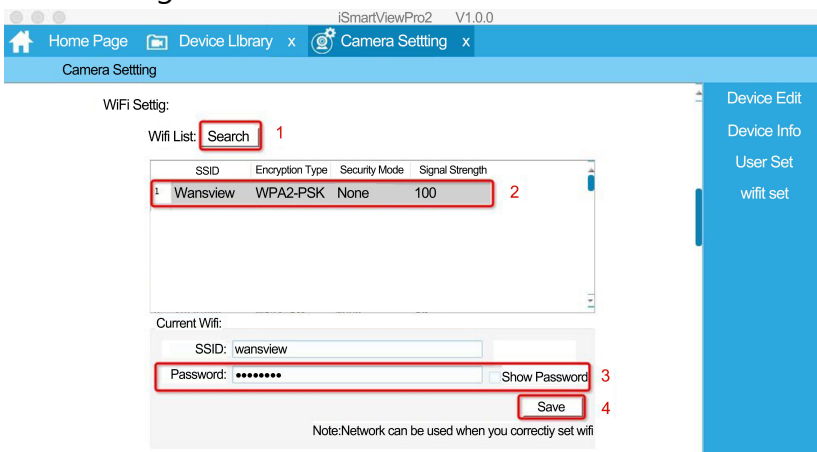 iSmartViewPro2 V1.0.0
Home Page Device LIbrary x Camera Settting x
Camera Settting
WiFi Settig:
Wifi List: Search 1
SSID Encryption Type Security Mode Signal Strength
1 Wansview WPA2-PSK None 100 2
Current Wifi:
SSID: wansview
Password: •••••••• Show Password 3
Save 4
Note:Network can be used when you correctiy set wifi
Device Edit
Device Info
User Set
wifit set